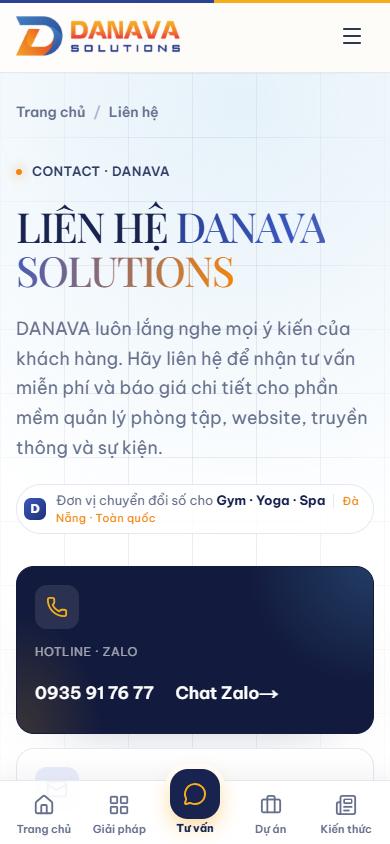 DANAVA
SOLUTIONS
Trang chủ / Liên hệ
CONTACT · DANAVA
LIÊN HỆ DANAVA
SOLUTIONS
DANAVA luôn lắng nghe mọi ý kiến của
khách hàng. Hãy liên hệ để nhận tư vấn
miễn phí và báo giá chi tiết cho phần
mềm quản lý phòng tập, website, truyền
thông và sự kiện.
D Đơn vị chuyển đổi số cho Gym · Yoga · Spa Đà
Nẵng · Toàn quốc
HOTLINE · ZALO
0935 91 76 77 Chat Zalo→
Trang chủ Giải pháp Tư vấn Dự án Kiến thức